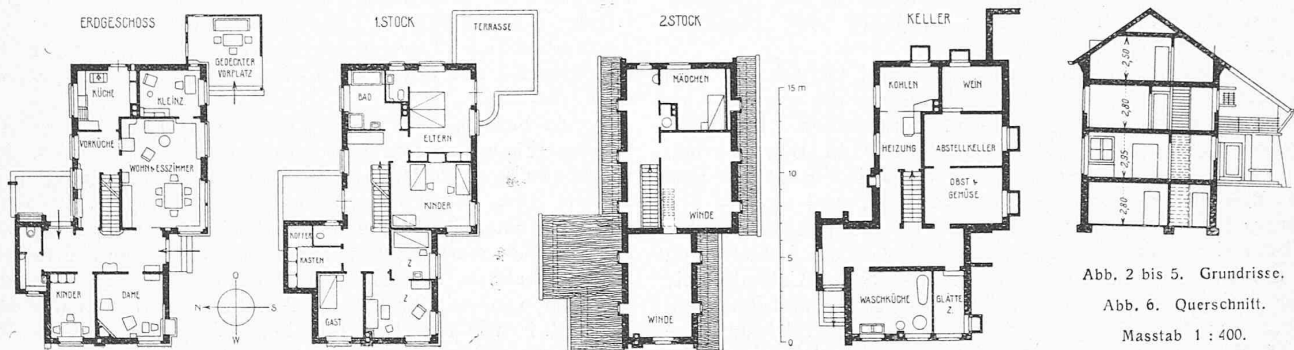 ERDGESCHOSS
GEDECKTER
VORPLATZ
KÜCHE
KLEINZ.
VORKÜCHE
WOHN & ESSZIMMER
KINDER
DAME
O
N
S
W
1.STOCK
TERRASSE
BAD
ELTERN
KINDER
KOFFER
KASTEN
Z
Z
GAST
2.STOCK
MÄDCHEN
WINDE
WINDE
15 m
10
5
0
KELLER
KOHLEN
WEIN
HEIZUNG
ABSTELLKELLER
OBST &
GEMÜSE
WASCHKÜCHE
GLÄTTE
Z.
2,50
2,80
2,95
2,80
Abb. 2 bis 5. Grundrisse.
Abb. 6. Querschnitt.
Masstab 1 : 400.